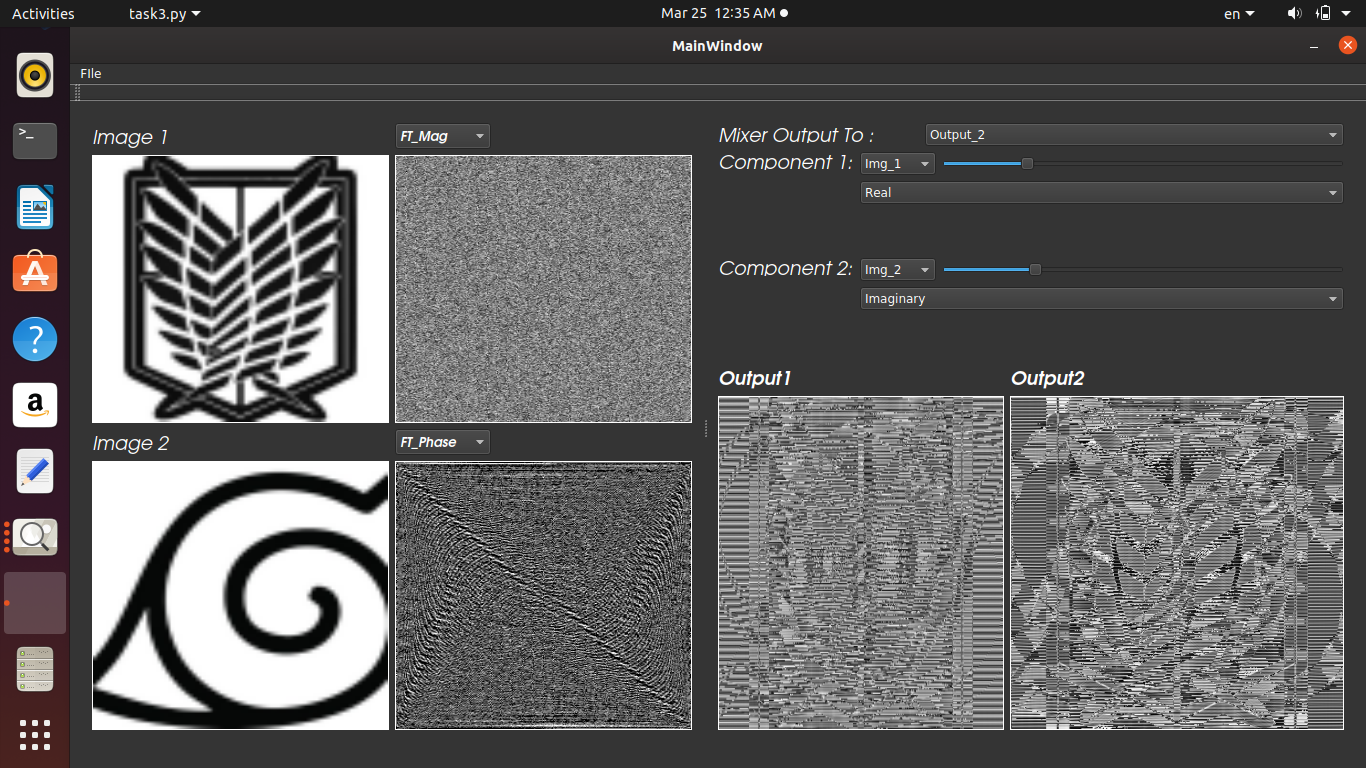 Activities
task3.py
Mar 25 12:35 AM
en
MainWindow
FIle
Image 1
FT_Mag
Mixer Output To :
Output_2
Component 1:
Img_1
Real
Component 2:
Img_2
Imaginary
Image 2
FT_Phase
Output1
Output2
>_
?
a
A